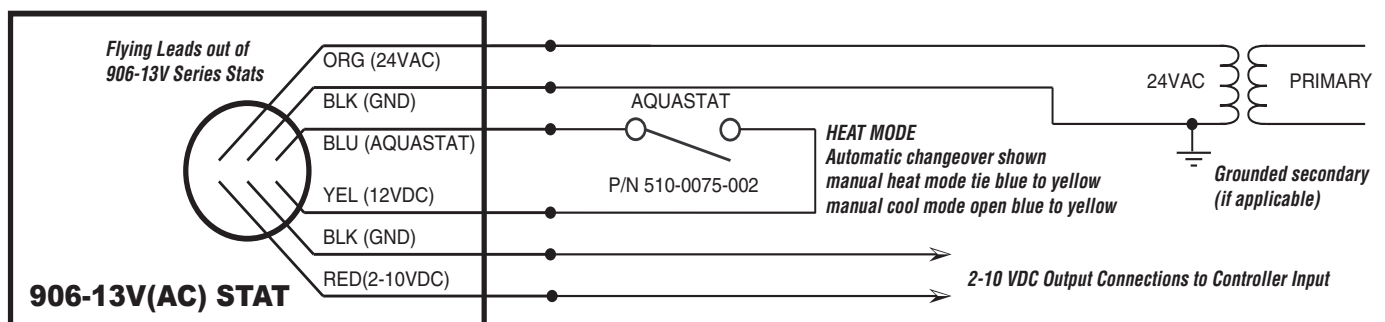 Flying Leads out of
906-13V Series Stats
ORG (24VAC)
BLK (GND)
BLU (AQUASTAT)
YEL (12VDC)
BLK (GND)
RED(2-10VDC)
906-13V(AC) STAT
AQUASTAT
P/N 510-0075-002
HEAT MODE
Automatic changeover shown
manual heat mode tie blue to yellow
manual cool mode open blue to yellow
24VAC
PRIMARY
Grounded secondary
(if applicable)
2-10 VDC Output Connections to Controller Input